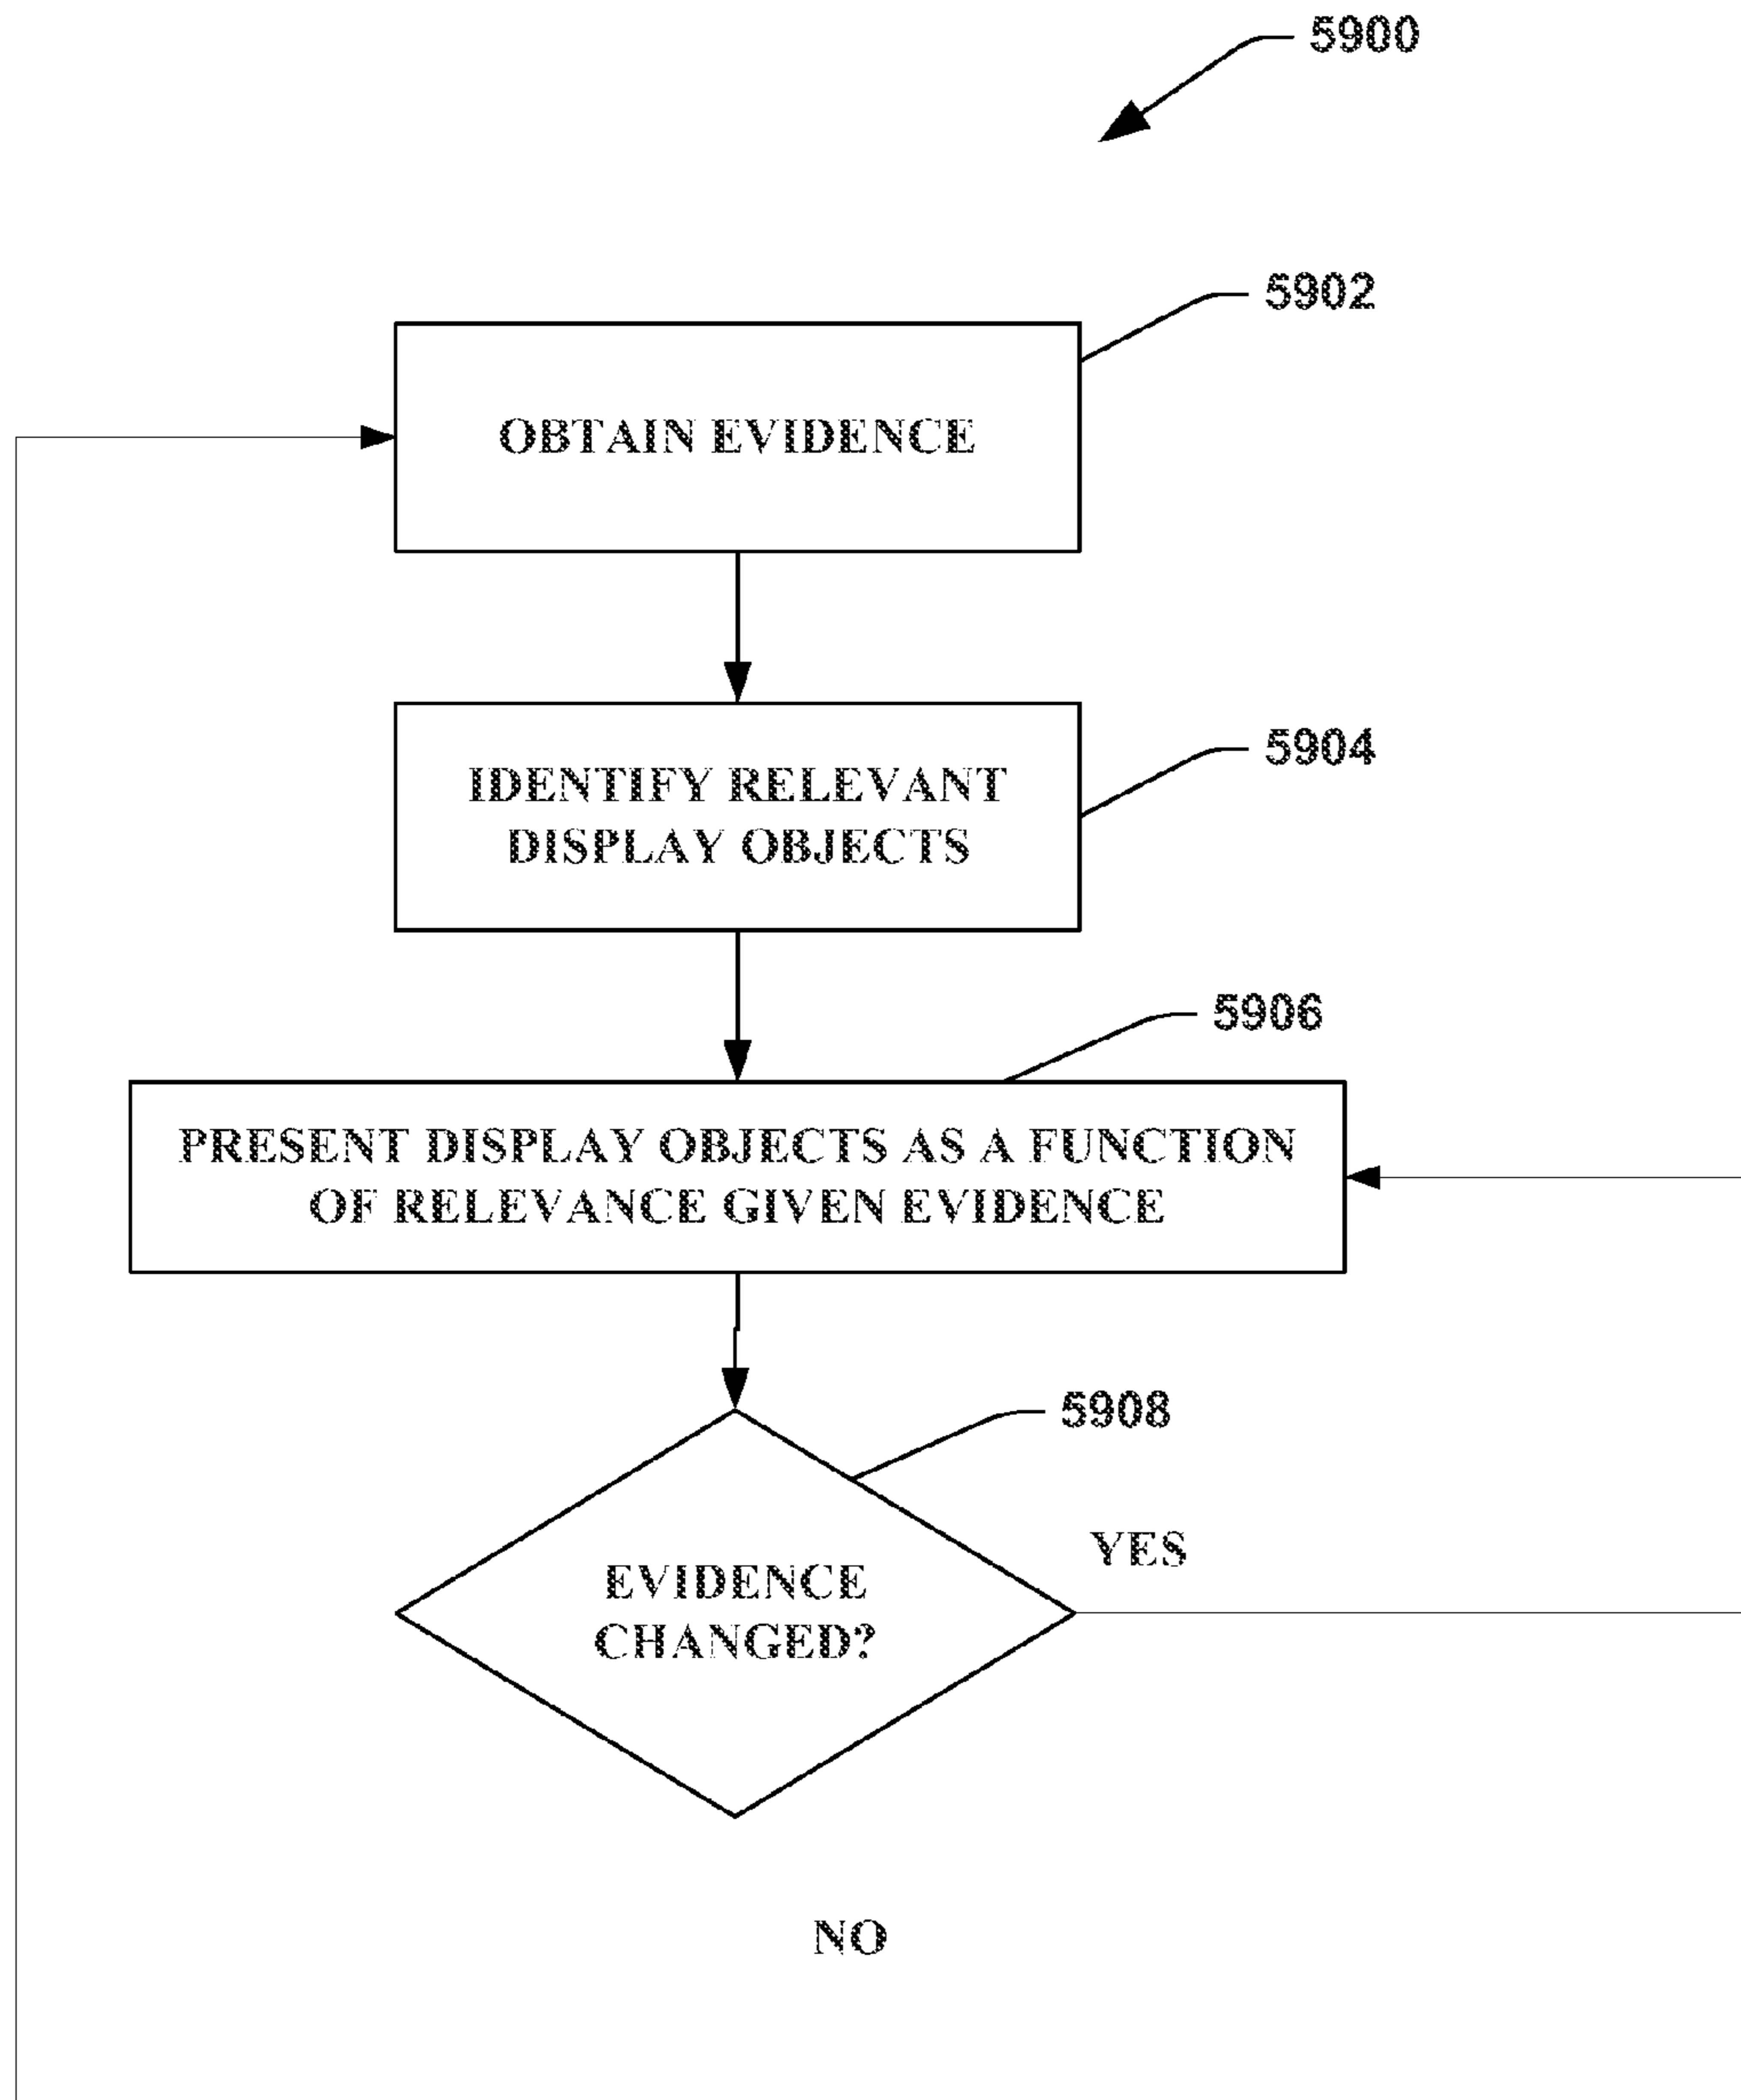 5900
5902
OBTAIN EVIDENCE
5904
IDENTIFY RELEVANT
DISPLAY OBJECTS
5906
PRESENT DISPLAY OBJECTS AS A FUNCTION
OF RELEVANCE GIVEN EVIDENCE
5908
YES
EVIDENCE
CHANGED?
NO